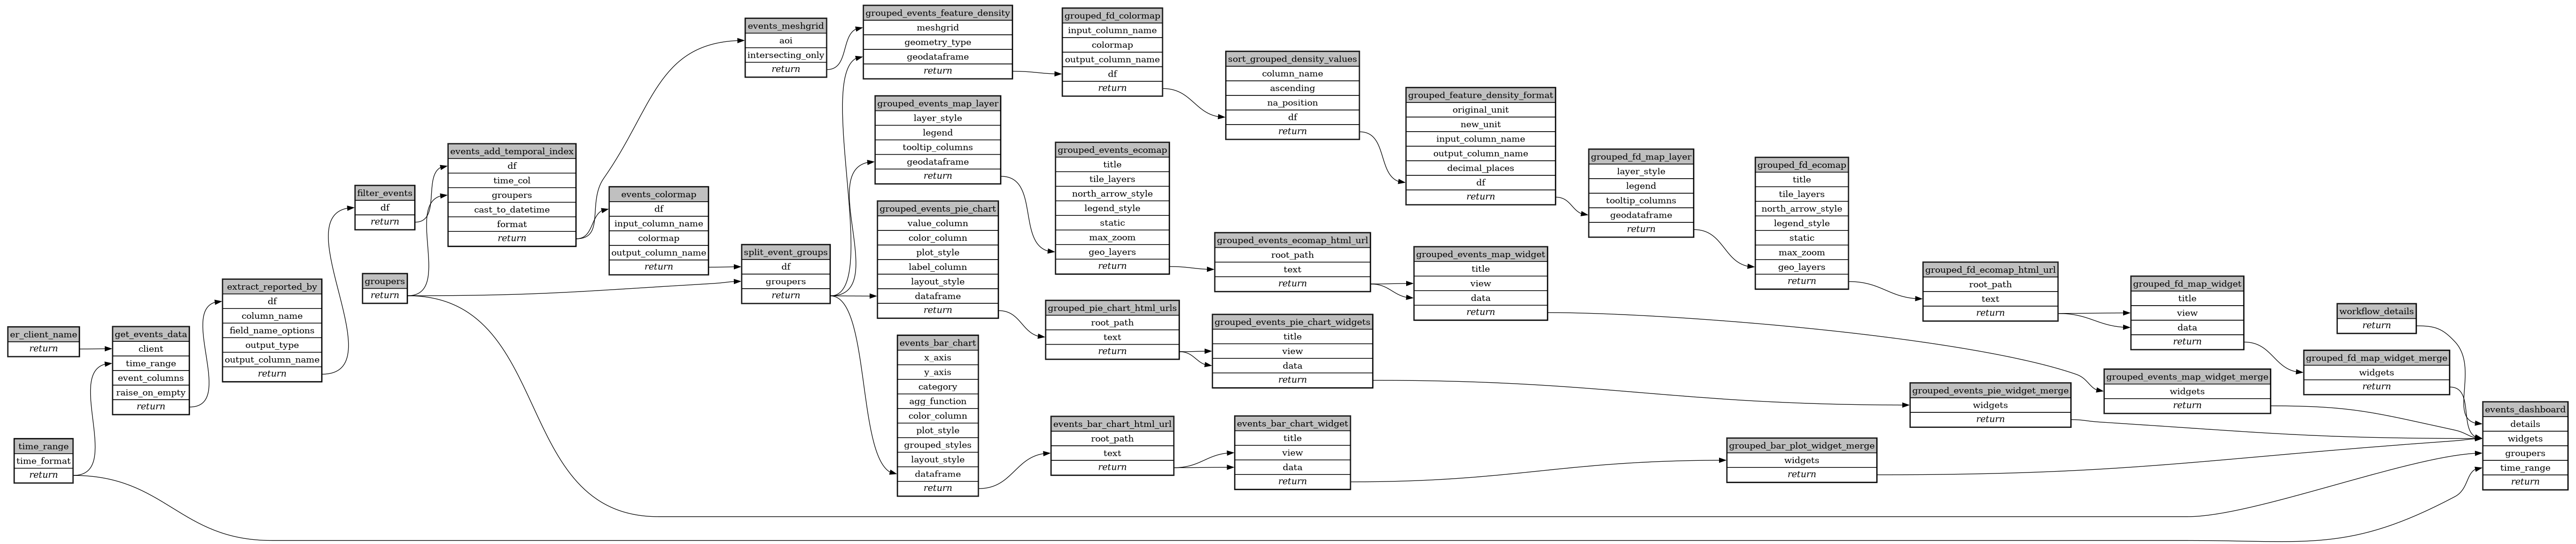 er_client_name
return
time_range
time_format
return
get_events_data
client
time_range
event_columns
raise_on_empty
return
extract_reported_by
df
column_name
field_name_options
output_type
output_column_name
return
filter_events
df
return
groupers
return
events_add_temporal_index
df
time_col
groupers
cast_to_datetime
format
return
events_colormap
df
input_column_name
colormap
output_column_name
return
events_meshgrid
aoi
intersecting_only
return
split_event_groups
df
groupers
return
grouped_events_feature_density
meshgrid
geometry_type
geodataframe
return
grouped_events_map_layer
layer_style
legend
tooltip_columns
geodataframe
return
grouped_events_pie_chart
value_column
color_column
plot_style
label_column
layout_style
dataframe
return
events_bar_chart
x_axis
y_axis
category
agg_function
color_column
plot_style
grouped_styles
layout_style
dataframe
return
grouped_fd_colormap
input_column_name
colormap
output_column_name
df
return
grouped_events_ecomap
title
tile_layers
north_arrow_style
legend_style
static
max_zoom
geo_layers
return
grouped_pie_chart_html_urls
root_path
text
return
events_bar_chart_html_url
root_path
text
return
sort_grouped_density_values
column_name
ascending
na_position
df
return
grouped_events_ecomap_html_url
root_path
text
return
grouped_events_pie_chart_widgets
title
view
data
return
events_bar_chart_widget
title
view
data
return
grouped_feature_density_format
original_unit
new_unit
input_column_name
output_column_name
decimal_places
df
return
grouped_events_map_widget
title
view
data
return
grouped_fd_map_layer
layer_style
legend
tooltip_columns
geodataframe
return
grouped_fd_ecomap
title
tile_layers
north_arrow_style
legend_style
static
max_zoom
geo_layers
return
grouped_bar_plot_widget_merge
widgets
return
grouped_fd_ecomap_html_url
root_path
text
return
grouped_events_pie_widget_merge
widgets
return
grouped_fd_map_widget
title
view
data
return
grouped_events_map_widget_merge
widgets
return
workflow_details
return
grouped_fd_map_widget_merge
widgets
return
events_dashboard
details
widgets
groupers
time_range
return